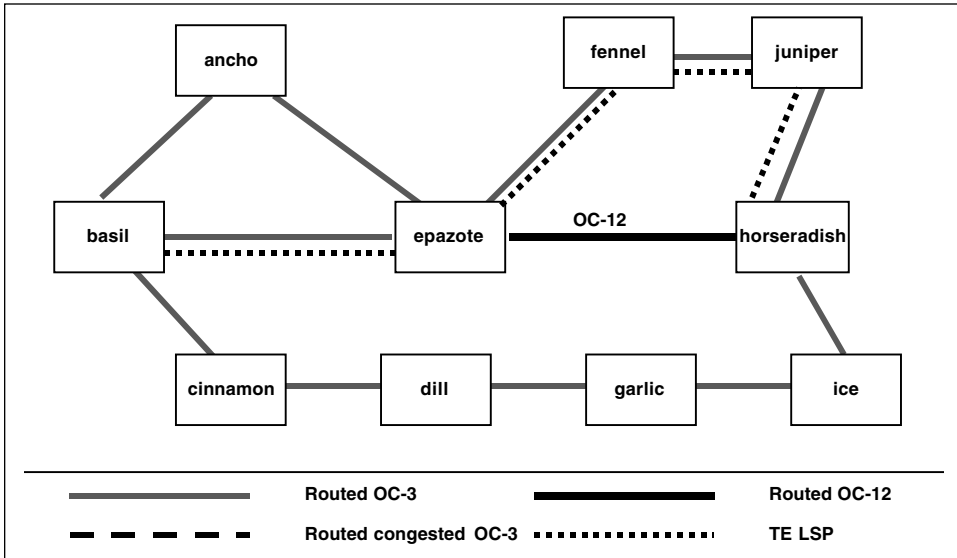 ancho
fennel
juniper
basil
epazote
OC-12
horseradish
cinnamon
dill
garlic
ice
Routed OC-3
Routed OC-12
Routed congested OC-3
TE LSP